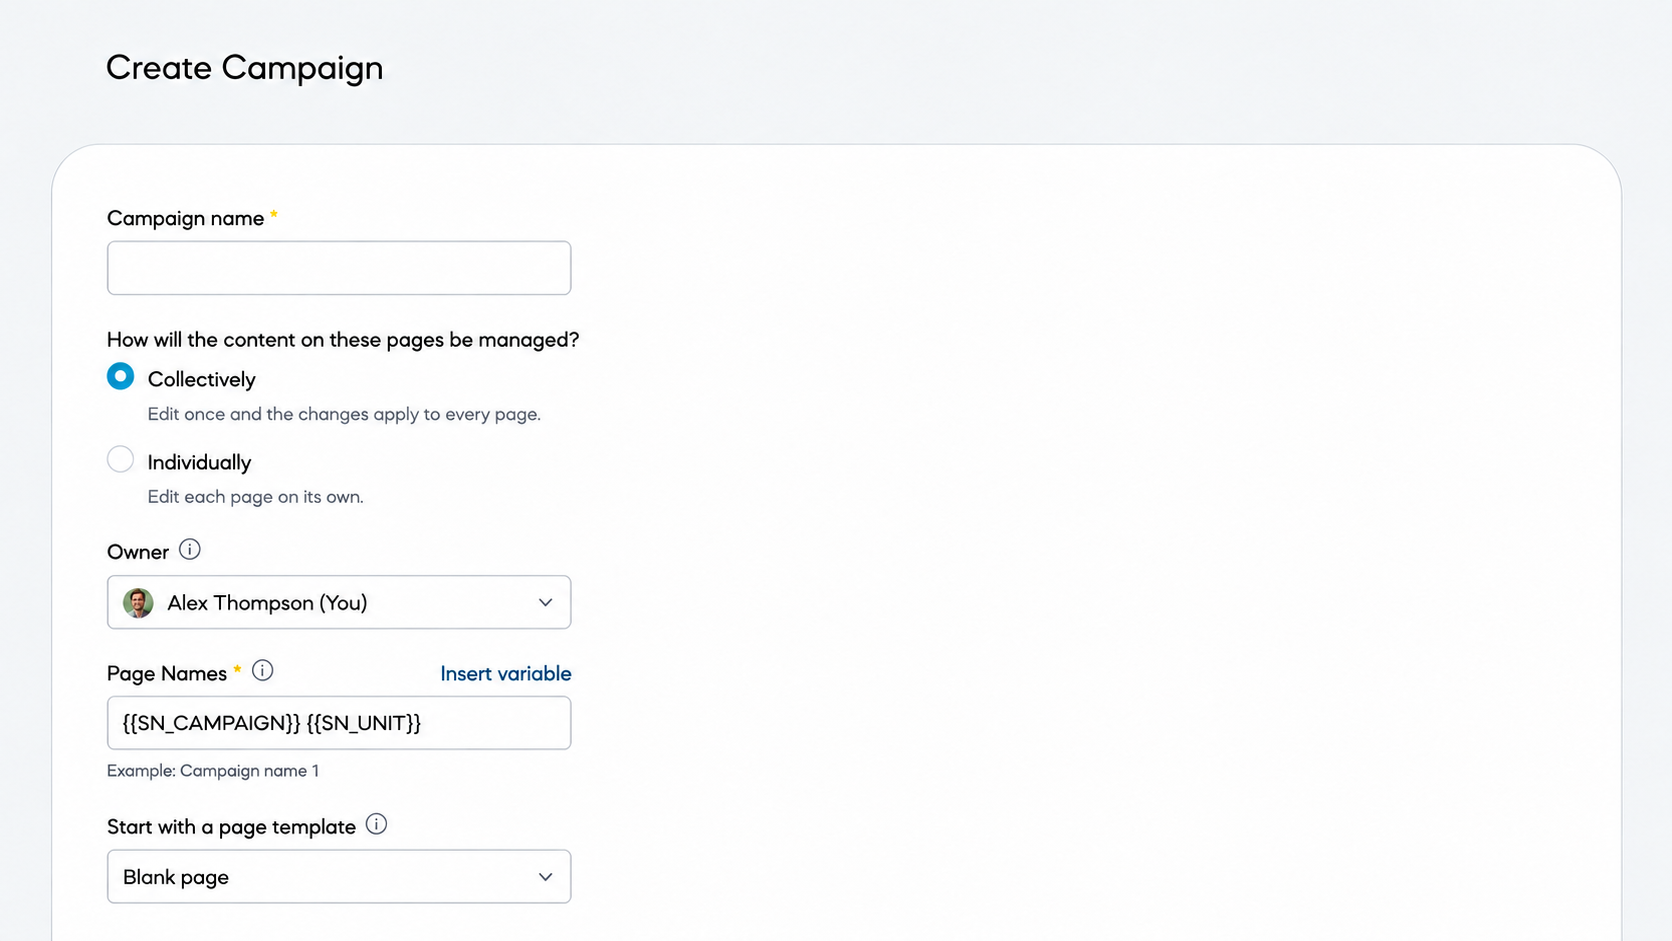 Create Campaign
Campaign name *
How will the content on these pages be managed?
Collectively
Edit once and the changes apply to every page.
Individually
Edit each page on its own.
Owner
Alex Thompson (You)
Page Names * Insert variable
{{SN_CAMPAIGN}} {{SN_UNIT}}
Example: Campaign name 1
Start with a page template
Blank page